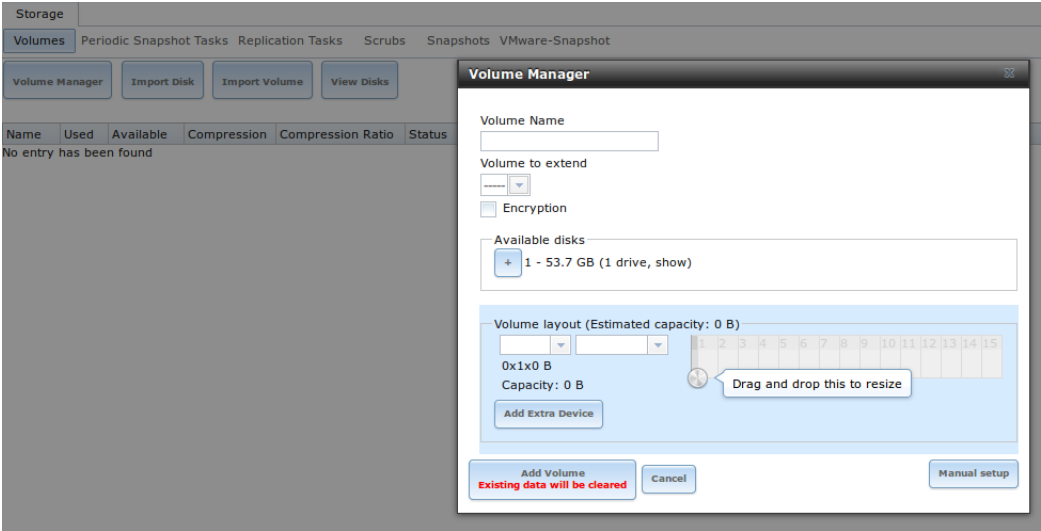 Storage
Volumes Periodic Snapshot Tasks Replication Tasks Scrubs Snapshots VMware-Snapshot
Volume Manager Import Disk Import Volume View Disks
Name Used Available Compression Compression Ratio Status
No entry has been found
Volume Manager
Volume Name
Volume to extend
-----
Encryption
Available disks
+ 1 - 53.7 GB (1 drive, show)
Volume layout (Estimated capacity: 0 B)
1 2 3 4 5 6 7 8 9 10 11 12 13 14 15
0x1x0 B
Capacity: 0 B
Drag and drop this to resize
Add Extra Device
Add Volume
Existing data will be cleared
Cancel
Manual setup